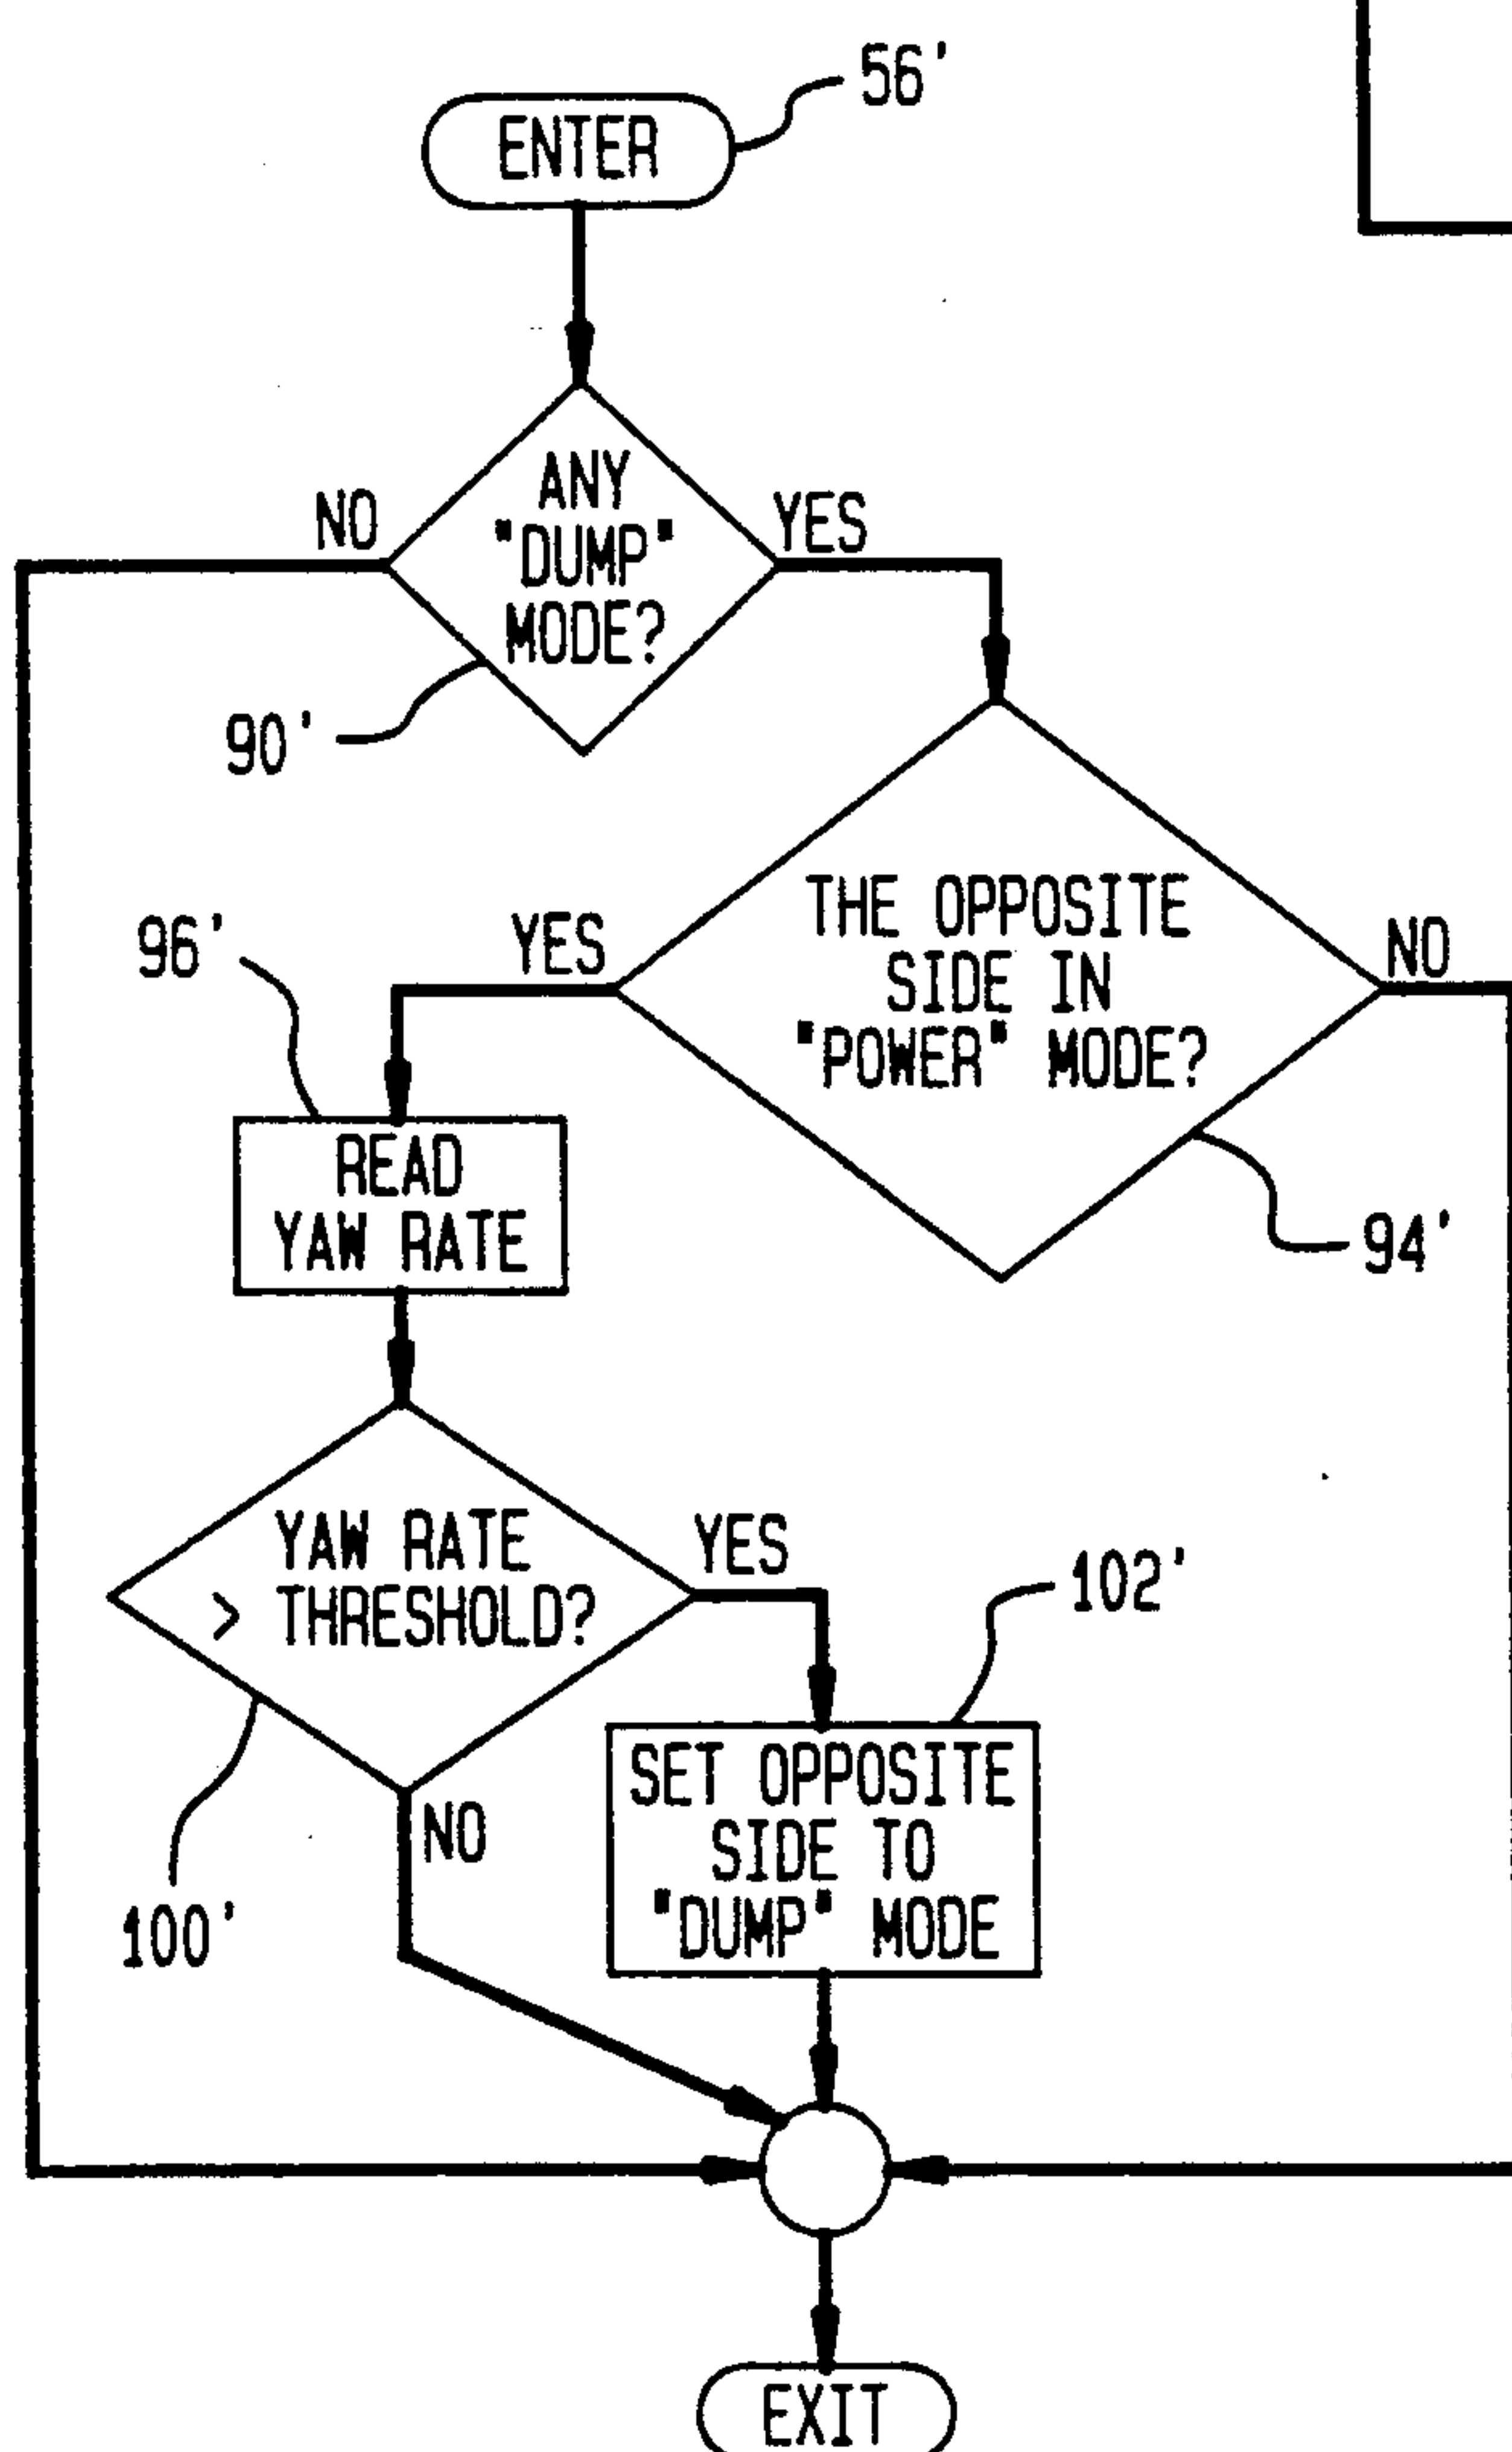 56'
ENTER
ANY
"DUMP"
MODE?
NO
YES
90'
THE OPPOSITE
SIDE IN
"POWER" MODE?
YES
NO
96'
94'
READ
YAW RATE
YAW RATE
> THRESHOLD?
YES
NO
100'
102'
SET OPPOSITE
SIDE TO
"DUMP" MODE
EXIT